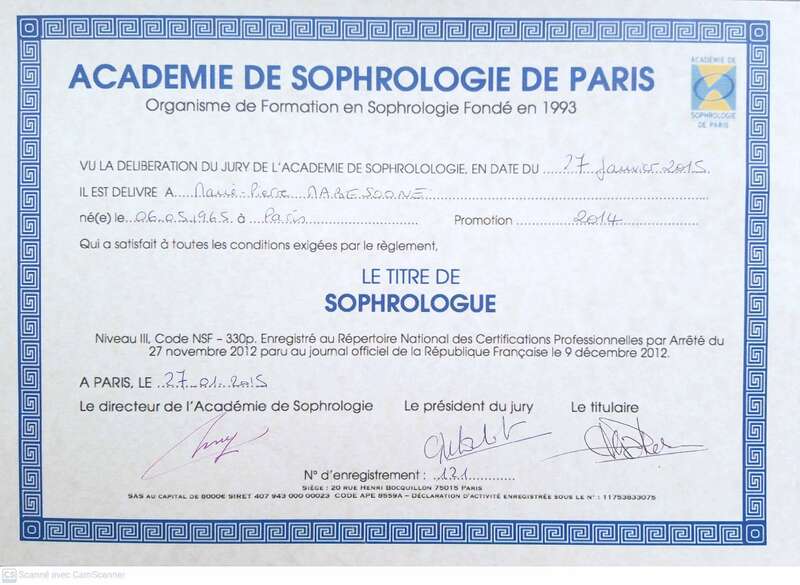 ACADEMIE DE SOPHROLOGIE DE PARIS
Organisme de Formation en Sophrologie Fondé en 1993
ACADÉMIE DE
SOPHROLOGIE
DE PARIS
VU LA DELIBERATION DU JURY DE L'ACADEMIE DE SOPHROLOLOGIE, EN DATE DU 27 Janvier 2015
IL EST DELIVRE A Marie-Pierre MABESOONE
né(e) le 06.05.1965 à Paris Promotion 2014
Qui a satisfait à toutes les conditions exigées par le règlement,
LE TITRE DE
SOPHROLOGUE
Niveau III, Code NSF – 330p. Enregistré au Répertoire National des Certifications Professionnelles par Arrêté du
27 novembre 2012 paru au journal officiel de la République Française le 9 décembre 2012.
A PARIS, LE 27.01.2015
Le directeur de l'Académie de Sophrologie Le président du jury Le titulaire
N° d'enregistrement : 121
SIÈGE : 20 RUE HENRI BOCQUILLON 75015 PARIS
SAS AU CAPITAL DE 8000€ SIRET 407 943 000 00023 CODE APE 8559A – DÉCLARATION D'ACTIVITÉ ENREGISTRÉE SOUS LE N° : 11753833075
CS Scanné avec CamScanner